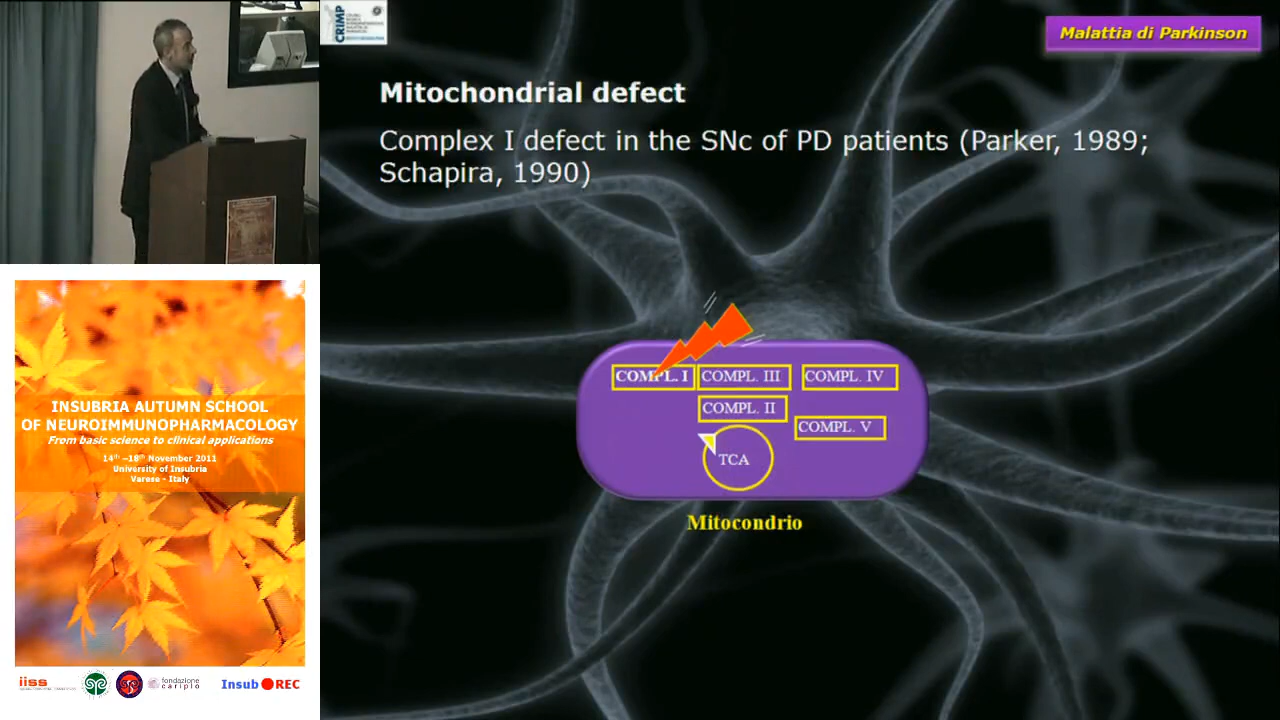 CRIMP
Malattia di Parkinson
Mitochondrial defect
Complex I defect in the SNc of PD patients (Parker, 1989;
Schapira, 1990)
COMPL. I
COMPL. III
COMPL. IV
COMPL. II
COMPL. V
TCA
Mitocondrio
INSUBRIA AUTUMN SCHOOL
OF NEUROIMMUNOPHARMACOLOGY
From basic science to clinical applications
14th –18th November 2011
University of Insubria
Varese - Italy
iiss
fondazione
cariplo
Insub REC